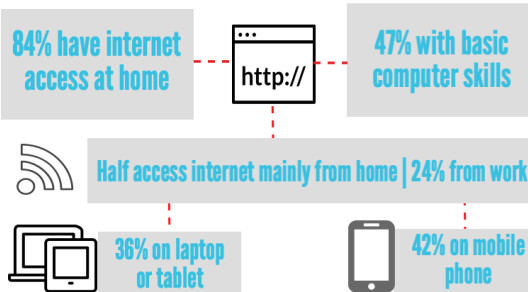 84% have internet
access at home
http://
47% with basic
computer skills
Half access internet mainly from home | 24% from work
36% on laptop
or tablet
42% on mobile
phone